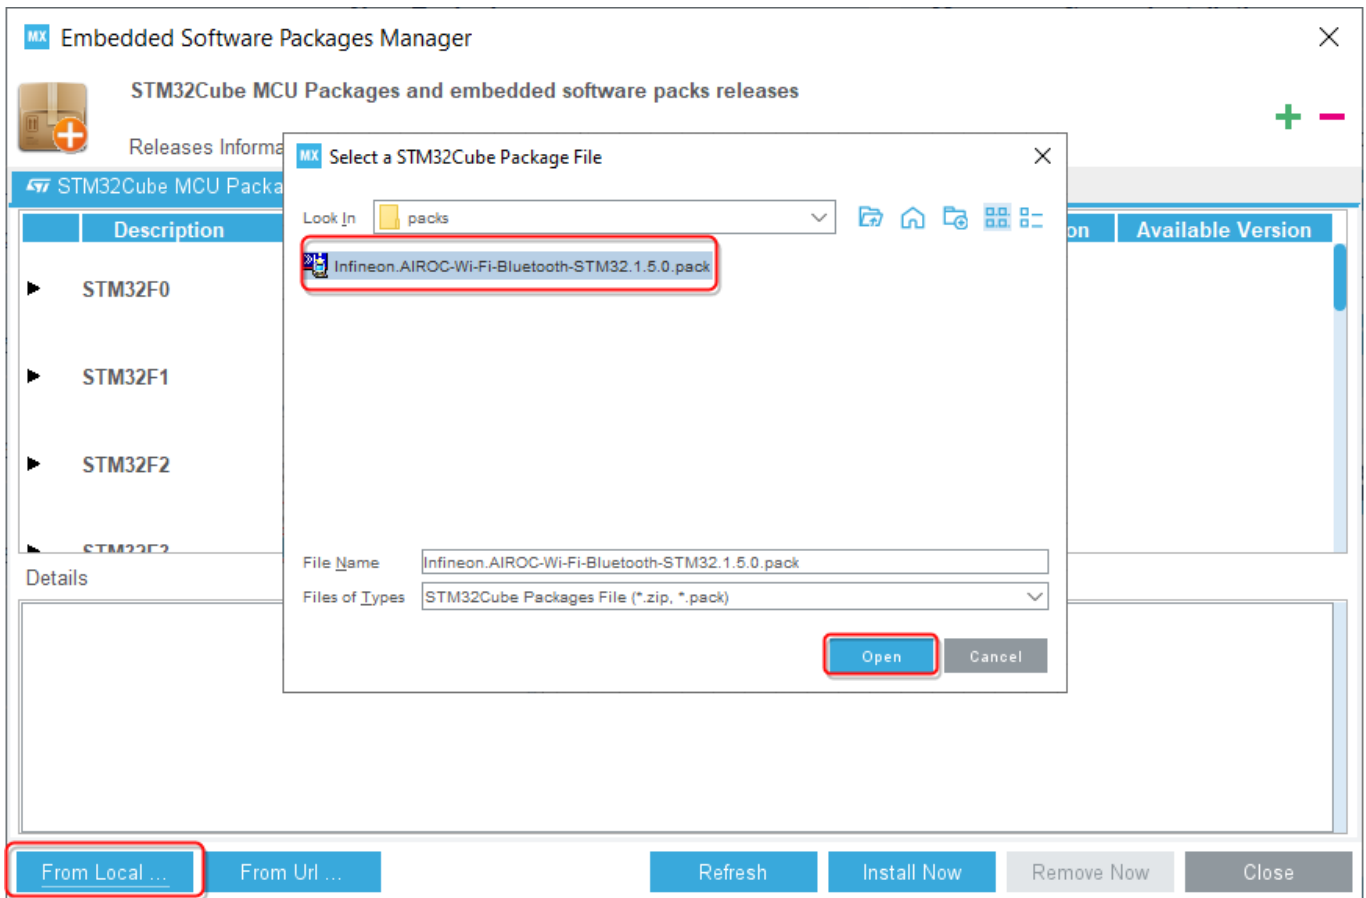 MX Embedded Software Packages Manager
STM32Cube MCU Packages and embedded software packs releases
Releases Informa
STM32Cube MCU Packa
Description
on
Available Version
STM32F0
STM32F1
STM32F2
Details
MX Select a STM32Cube Package File
Look In
packs
Infineon.AIROC-Wi-Fi-Bluetooth-STM32.1.5.0.pack
File Name
Infineon.AIROC-Wi-Fi-Bluetooth-STM32.1.5.0.pack
Files of Types
STM32Cube Packages File (*.zip, *.pack)
Open
Cancel
From Local ...
From Url ...
Refresh
Install Now
Remove Now
Close